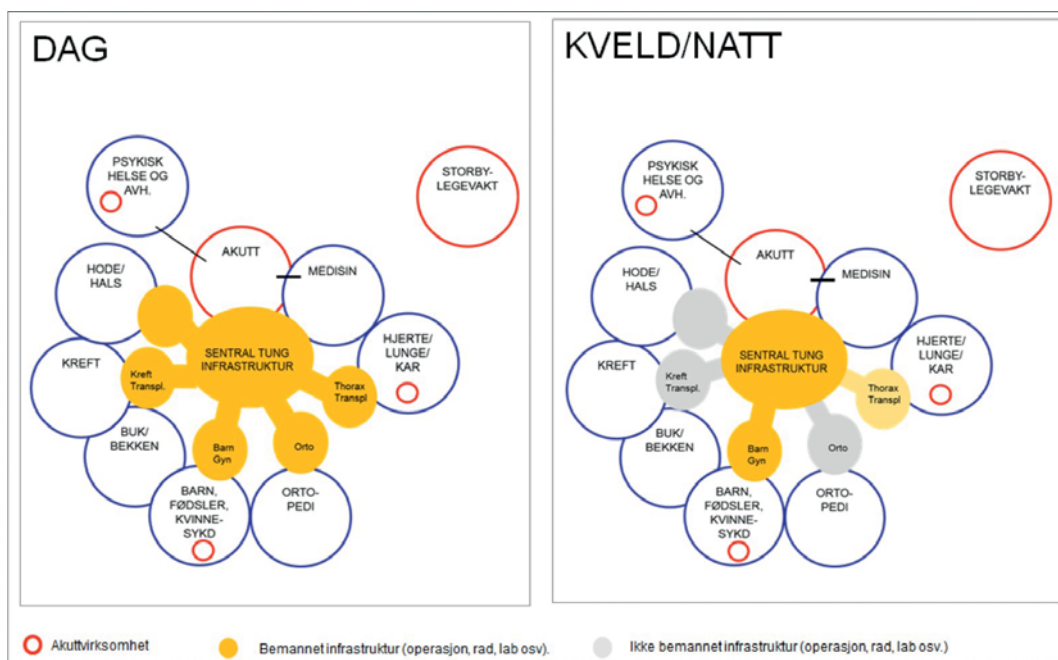 DAG
PSYKISK
HELSE OG
AVH.
STORBY-
LEGEVAKT
AKUTT
HODE/
HALS
MEDISIN
KREFT
SENTRAL TUNG
INFRASTRUKTUR
HJERTE/
LUNGE/
KAR
Kreft
Transpl.
Thorax
Transpl
BUK/
BEKKEN
Barn
Gyn
Orto
BARN,
FØDSLER,
KVINNE-
SYKD
ORTO-
PEDI
KVELD/NATT
PSYKISK
HELSE OG
AVH.
STORBY-
LEGEVAKT
AKUTT
HODE/
HALS
MEDISIN
KREFT
SENTRAL TUNG
INFRASTRUKTUR
HJERTE/
LUNGE/
KAR
Kreft
Transpl.
Thorax
Transpl
BUK/
BEKKEN
Barn
Gyn
Orto
BARN,
FØDSLER,
KVINNE-
SYKD
ORTO-
PEDI
Akuttvirksomhet
Bemannet infrastruktur (operasjon, rad, lab osv).
Ikke bemannet infrastruktur (operasjon, rad, lab osv.)